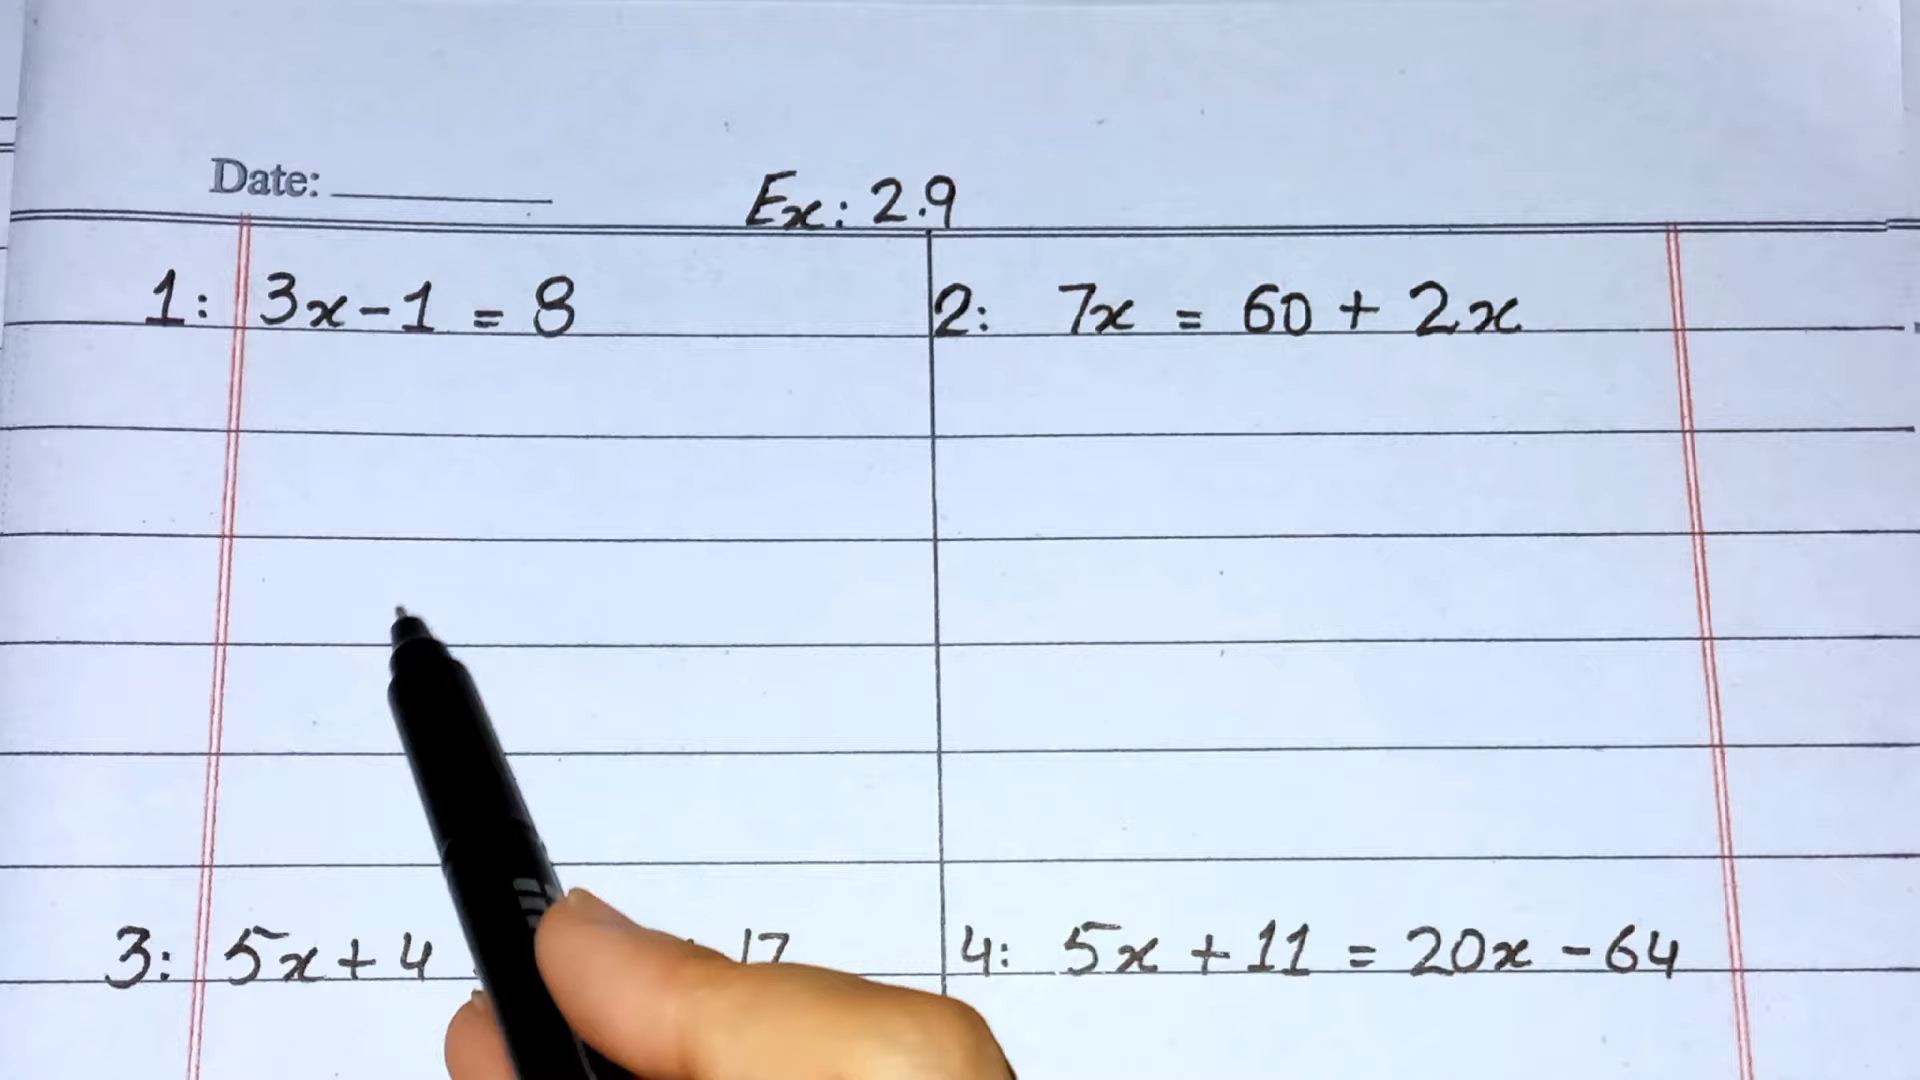 Date:
Ex: 2.9
1: 3x - 1 = 8
2: 7x = 60 + 2x
3: 5x + 4 17
4: 5x + 11 = 20x - 64